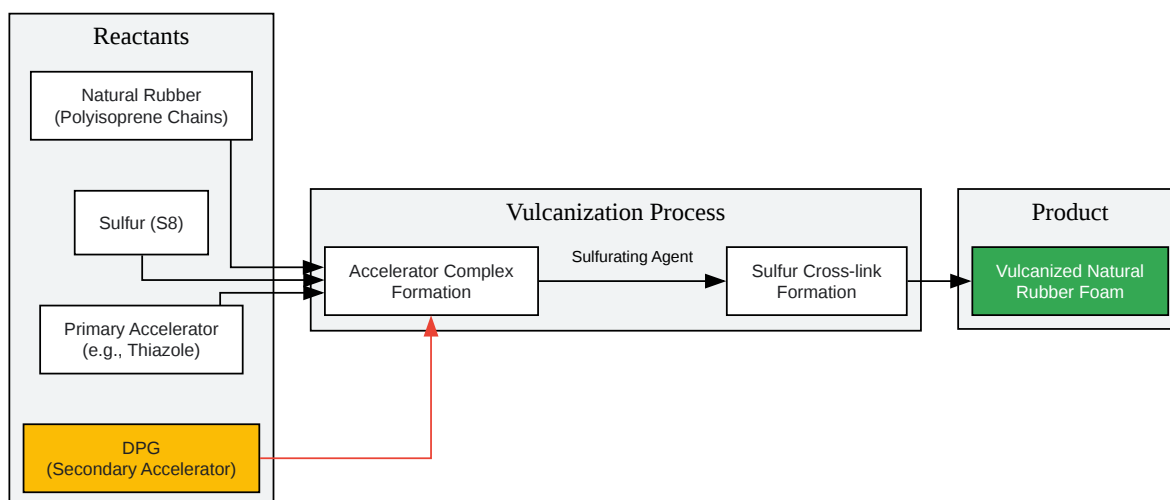 Reactants
Natural Rubber
(Polyisoprene Chains)
Sulfur (S8)
Primary Accelerator
(e.g., Thiazole)
DPG
(Secondary Accelerator)
Vulcanization Process
Accelerator Complex
Formation
Sulfurating Agent
Sulfur Cross-link
Formation
Product
Vulcanized Natural
Rubber Foam